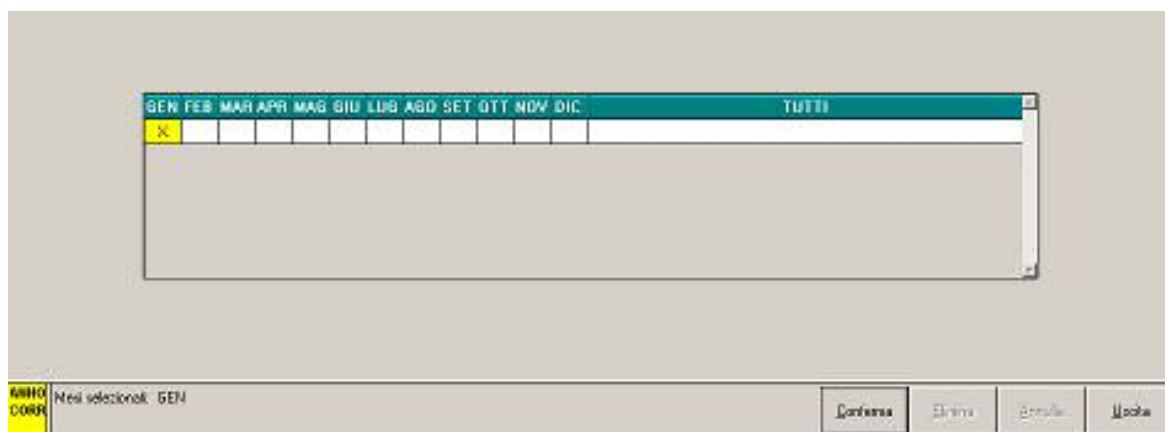 GEN FEB MAR APR MAG GIU LUG AGO SET OTT NOV DIC TUTTI
X
ANNO CORR
Mesi selezionati: GEN
Conferma Elimina Annulla Uscita